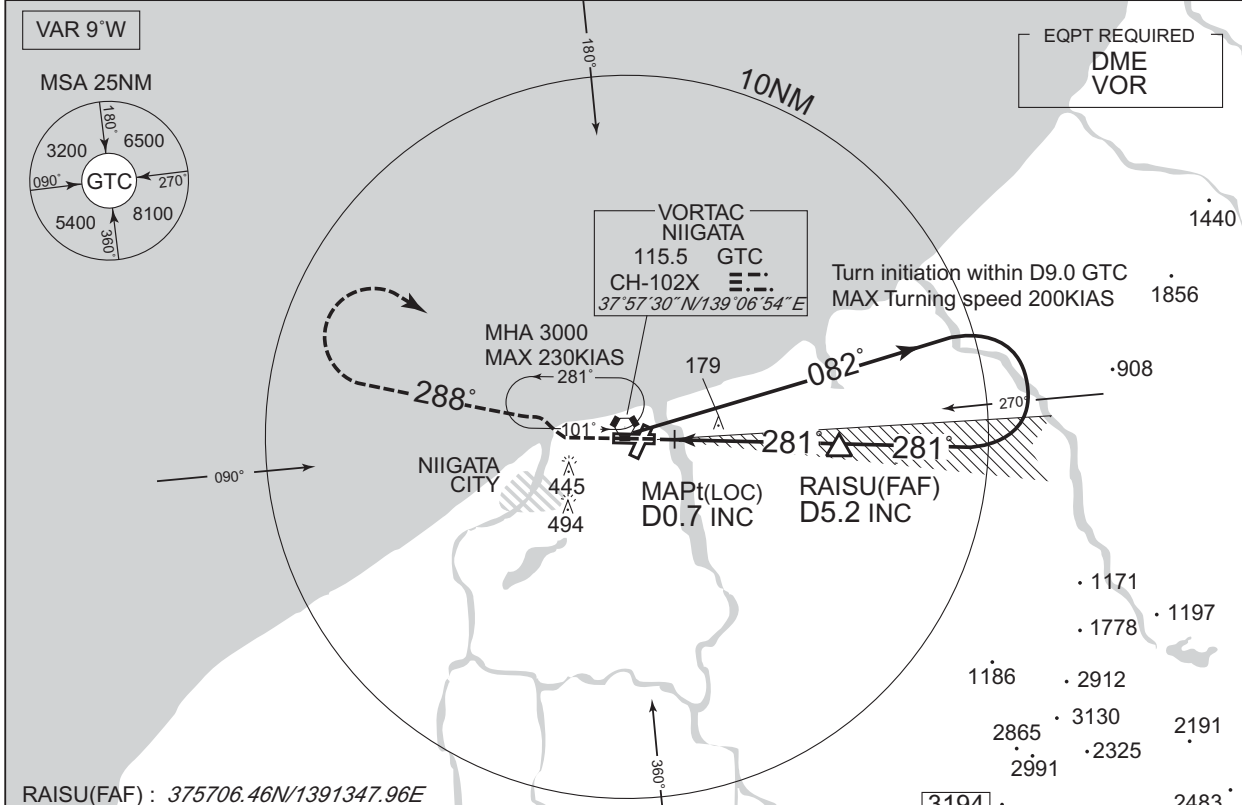 VAR 9°W
MSA 25NM
180°
3200
6500
GTC
090°
270°
5400
8100
360°
180°
10NM
EQPT REQUIRED
DME
VOR
1440
VORTAC
NIIGATA
115.5 GTC
CH-102X
37°57′30″N/139°06′54″E
Turn initiation within D9.0 GTC
MAX Turning speed 200KIAS
1856
MHA 3000
MAX 230KIAS
281°
179
082°
908
288°
270°
101°
281°
281°
090°
NIIGATA
CITY
445
494
MAPt(LOC)
D0.7 INC
RAISU(FAF)
D5.2 INC
1171
1197
1778
1186
2912
3130
2191
2865
2325
2991
360°
RAISU(FAF) : 375706.46N/1391347.96E
3194
2483